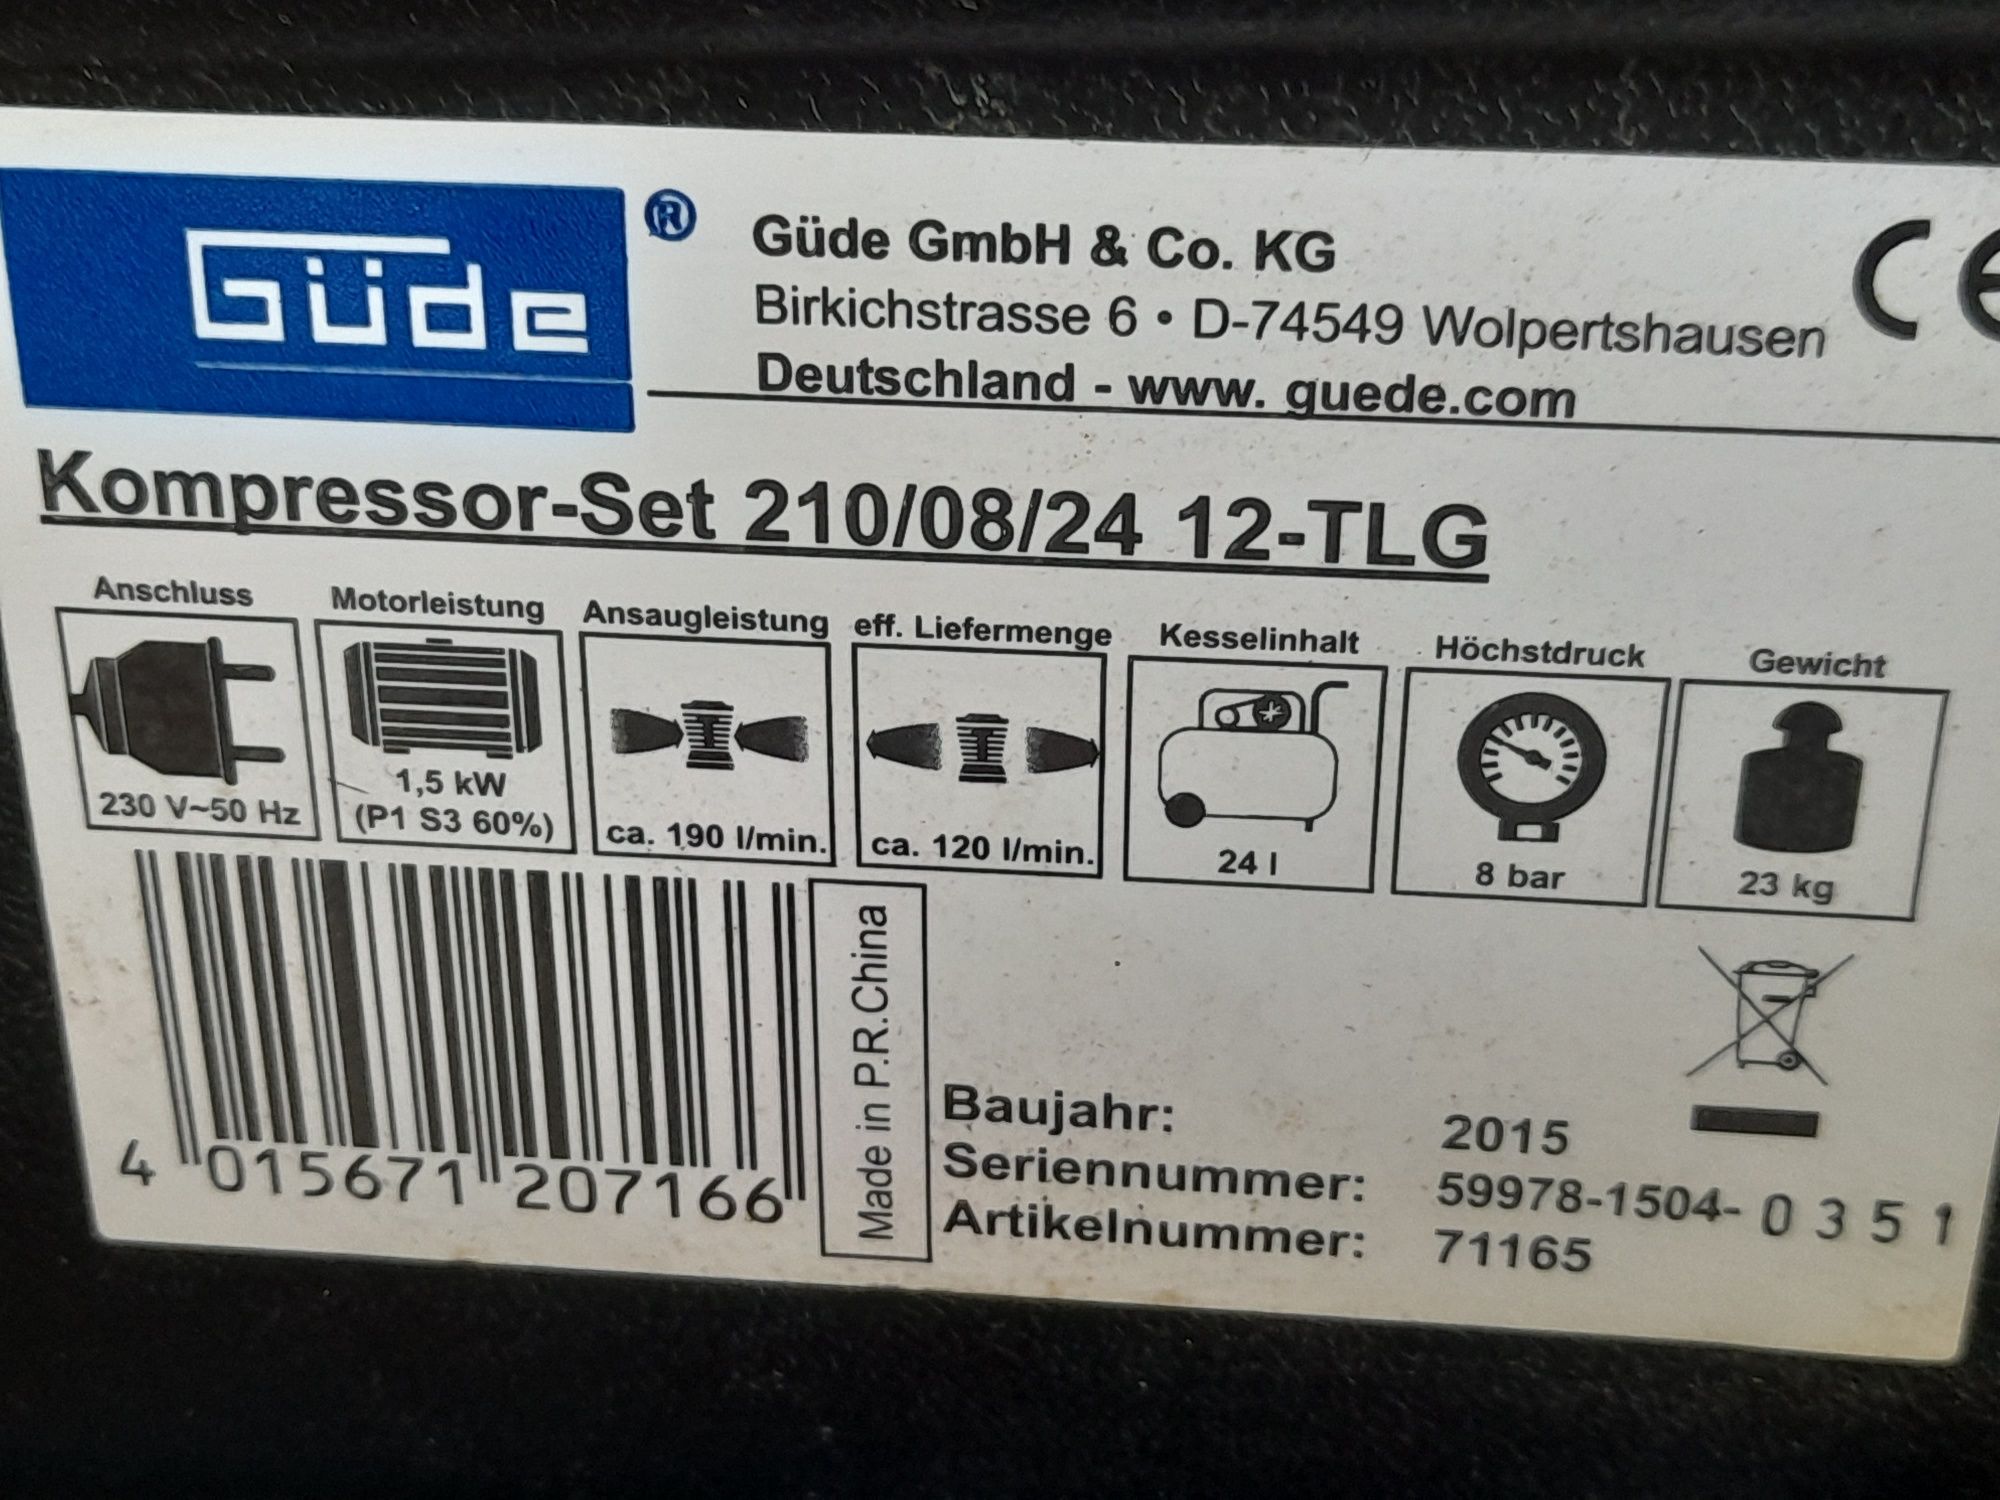 Güde ®
Güde GmbH & Co. KG
Birkichstrasse 6 • D-74549 Wolpertshausen
Deutschland - www. guede.com
CE
Kompressor-Set 210/08/24 12-TLG
Anschluss
230 V~50 Hz
Motorleistung
1,5 kW
(P1 S3 60%)
Ansaugleistung
ca. 190 l/min.
eff. Liefermenge
ca. 120 l/min.
Kesselinhalt
24 l
Höchstdruck
8 bar
Gewicht
23 kg
4 015671 207166
Made in P.R.China
Baujahr: 2015
Seriennummer: 59978-1504- 0 3 5 1
Artikelnummer: 71165